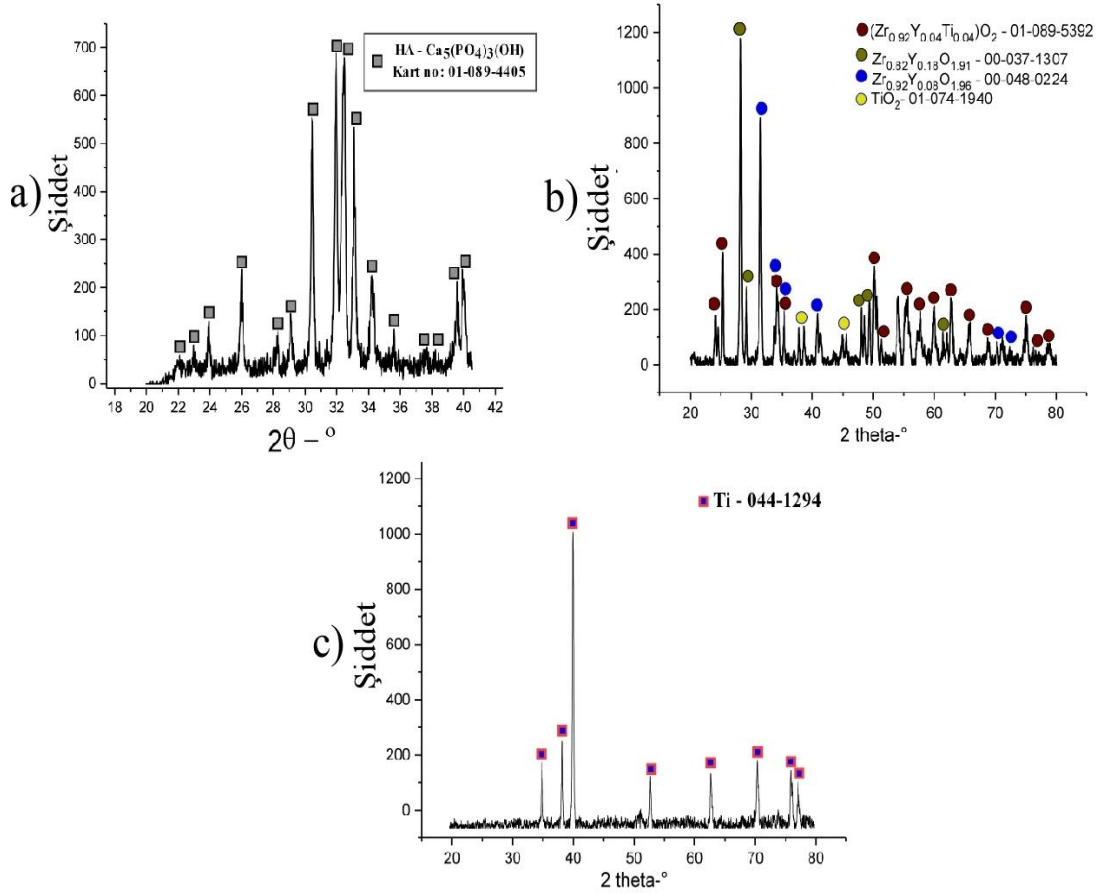 a)
Şiddet
700
600
500
400
300
200
100
0
18 20 22 24 26 28 30 32 34 36 38 40 42
2θ – °
HA - Ca₅(PO₄)₃(OH)
Kart no: 01-089-4405
b)
Şiddet
1200
1000
800
600
400
200
0
20 30 40 50 60 70 80
2 theta-°
(Zr₀.₉₂Y₀.₀₄Ti₀.₀₄)O₂ - 01-089-5392
Zr₀.₈₂Y₀.₁₈O₁.₉₁ - 00-037-1307
Zr₀.₉₂Y₀.₀₈O₁.₉₆ - 00-048-0224
TiO₂- 01-074-1940
c)
Şiddet
1200
1000
800
600
400
200
0
20 30 40 50 60 70 80
2 theta-°
Ti - 044-1294